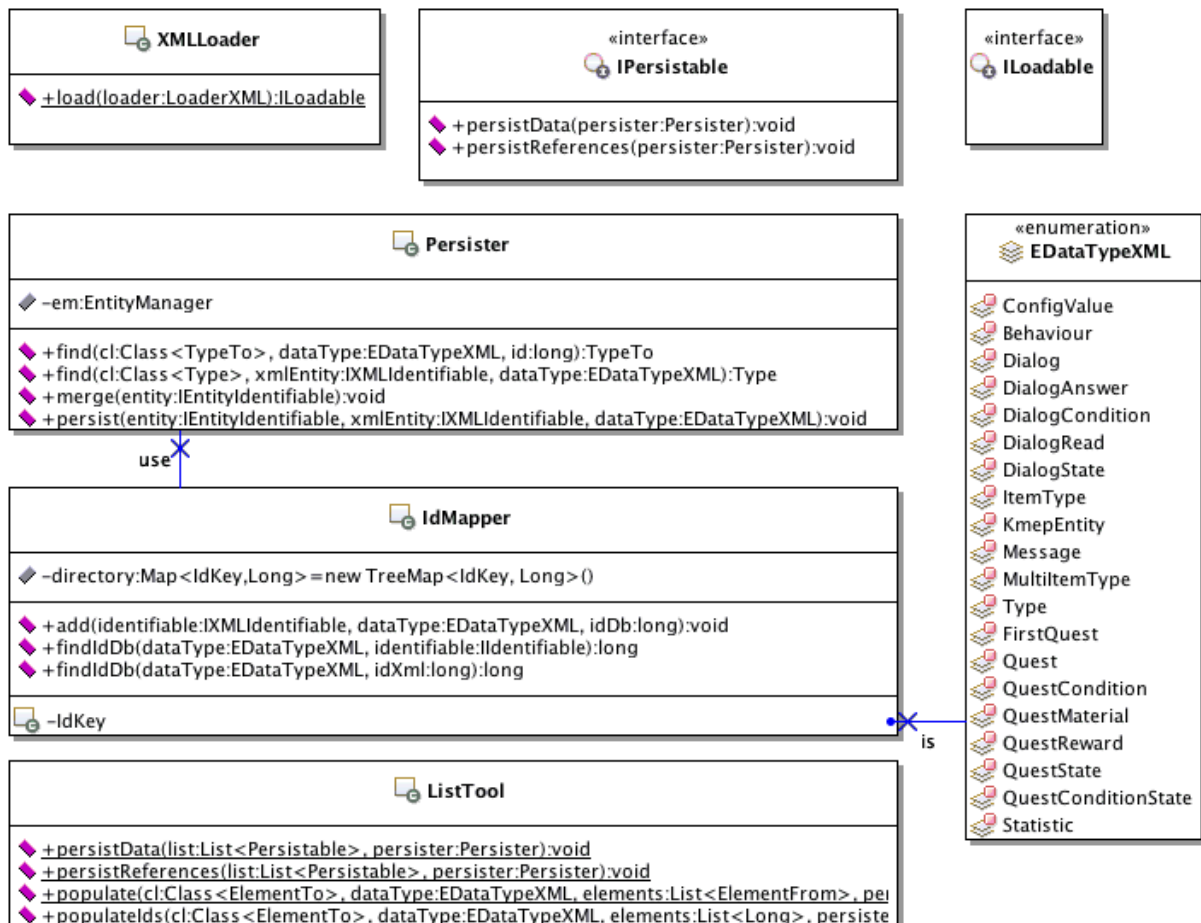 XMLLoader
+load(loader:LoaderXML):ILoadable
«interface»
IPersistable
+persistData(persister:Persister):void
+persistReferences(persister:Persister):void
«interface»
ILoadable
Persister
-em:EntityManager
+find(cl:Class<TypeTo>, dataType:EDataTypeXML, id:long):TypeTo
+find(cl:Class<Type>, xmlEntity:IXMLIdentifiable, dataType:EDataTypeXML):Type
+merge(entity:IEntityIdentifiable):void
+persist(entity:IEntityIdentifiable, xmlEntity:IXMLIdentifiable, dataType:EDataTypeXML):void
use
IdMapper
-directory:Map<IdKey,Long>=new TreeMap<IdKey, Long>()
+add(identifiable:IXMLIdentifiable, dataType:EDataTypeXML, idDb:long):void
+findIdDb(dataType:EDataTypeXML, identifiable:IIdentifiable):long
+findIdDb(dataType:EDataTypeXML, idXml:long):long
-IdKey
is
«enumeration»
EDataTypeXML
ConfigValue
Behaviour
Dialog
DialogAnswer
DialogCondition
DialogRead
DialogState
ItemType
KmepEntity
Message
MultiItemType
Type
FirstQuest
Quest
QuestCondition
QuestMaterial
QuestReward
QuestState
QuestConditionState
Statistic
ListTool
+persistData(list:List<Persistable>, persister:Persister):void
+persistReferences(list:List<Persistable>, persister:Persister):void
+populate(cl:Class<ElementTo>, dataType:EDataTypeXML, elements:List<ElementFrom>, per
+populateIds(cl:Class<ElementTo>, dataType:EDataTypeXML, elements:List<Long>, persiste